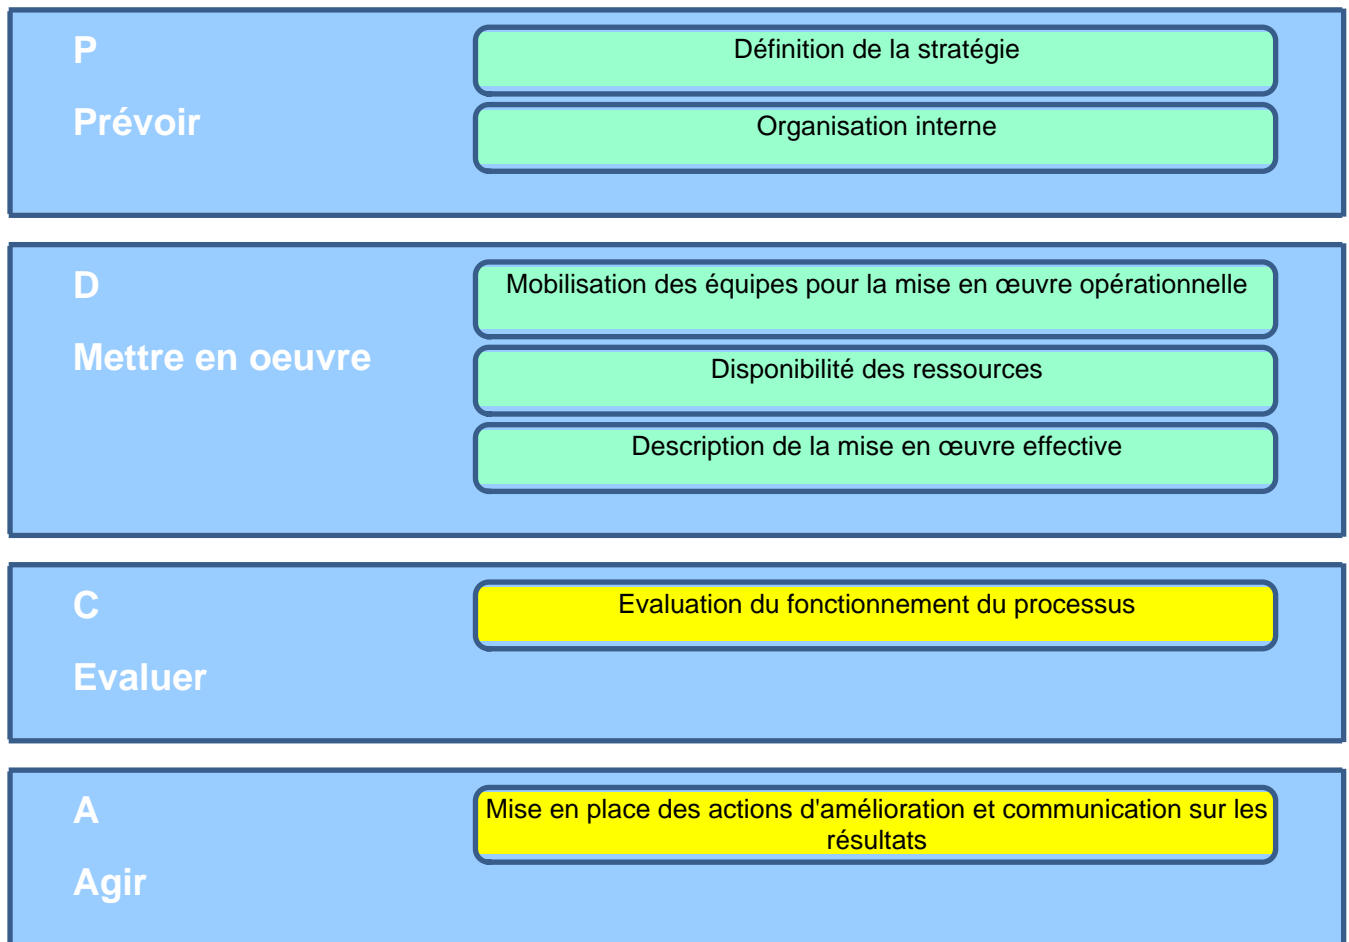 P
Prévoir
Définition de la stratégie
Organisation interne
D
Mettre en oeuvre
Mobilisation des équipes pour la mise en œuvre opérationnelle
Disponibilité des ressources
Description de la mise en œuvre effective
C
Evaluer
Evaluation du fonctionnement du processus
A
Agir
Mise en place des actions d'amélioration et communication sur les
résultats